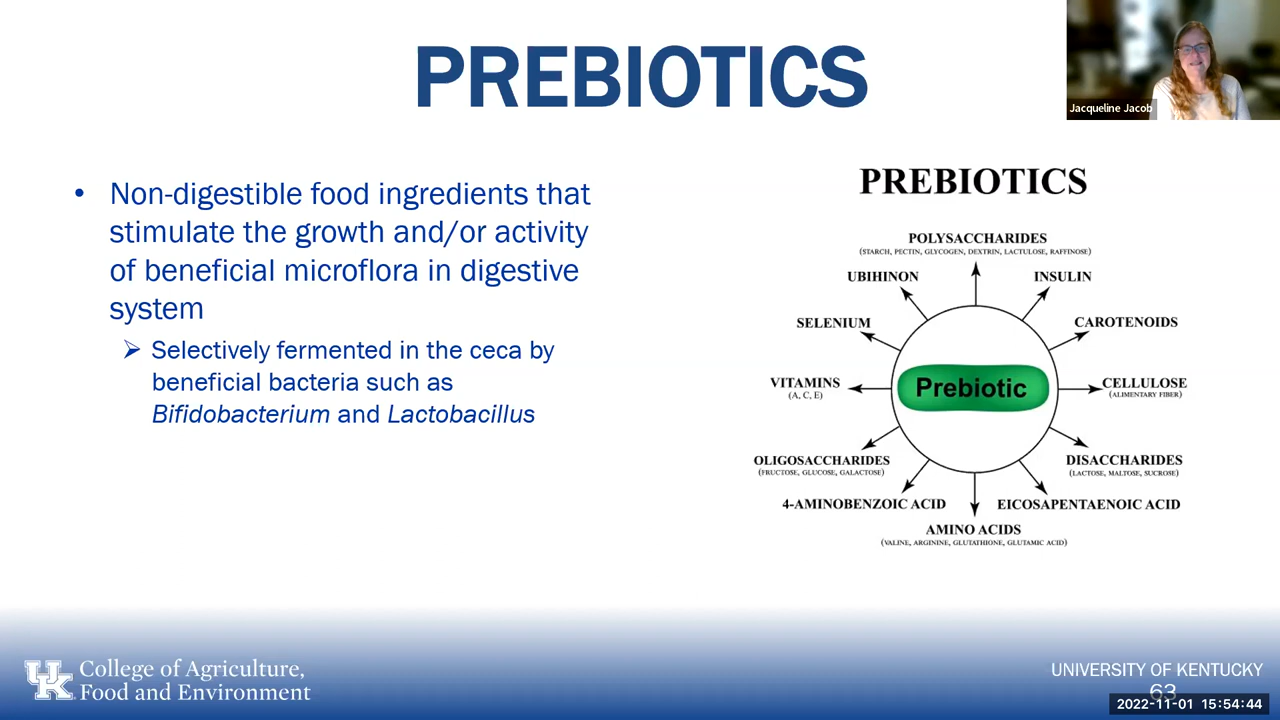 PREBIOTICS
Jacqueline Jacob
• Non-digestible food ingredients that
stimulate the growth and/or activity
of beneficial microflora in digestive
system
➢ Selectively fermented in the ceca by
beneficial bacteria such as
Bifidobacterium and Lactobacillus
PREBIOTICS
POLYSACCHARIDES
(STARCH, PECTIN, GLYCOGEN, DEXTRIN, LACTULOSE, RAFFINOSE)
UBIHINON
INSULIN
SELENIUM
CAROTENOIDS
VITAMINS
(A, C, E)
Prebiotic
CELLULOSE
(ALIMENTARY FIBER)
OLIGOSACCHARIDES
(FRUCTOSE, GLUCOSE, GALACTOSE)
DISACCHARIDES
(LACTOSE, MALTOSE, SUCROSE)
4-AMINOBENZOIC ACID
EICOSAPENTAENOIC ACID
AMINO ACIDS
(VALINE, ARGININE, GLUTATHIONE, GLUTAMIC ACID)
UK
College of Agriculture,
Food and Environment
UNIVERSITY OF KENTUCKY
63
2022-11-01 15:54:44